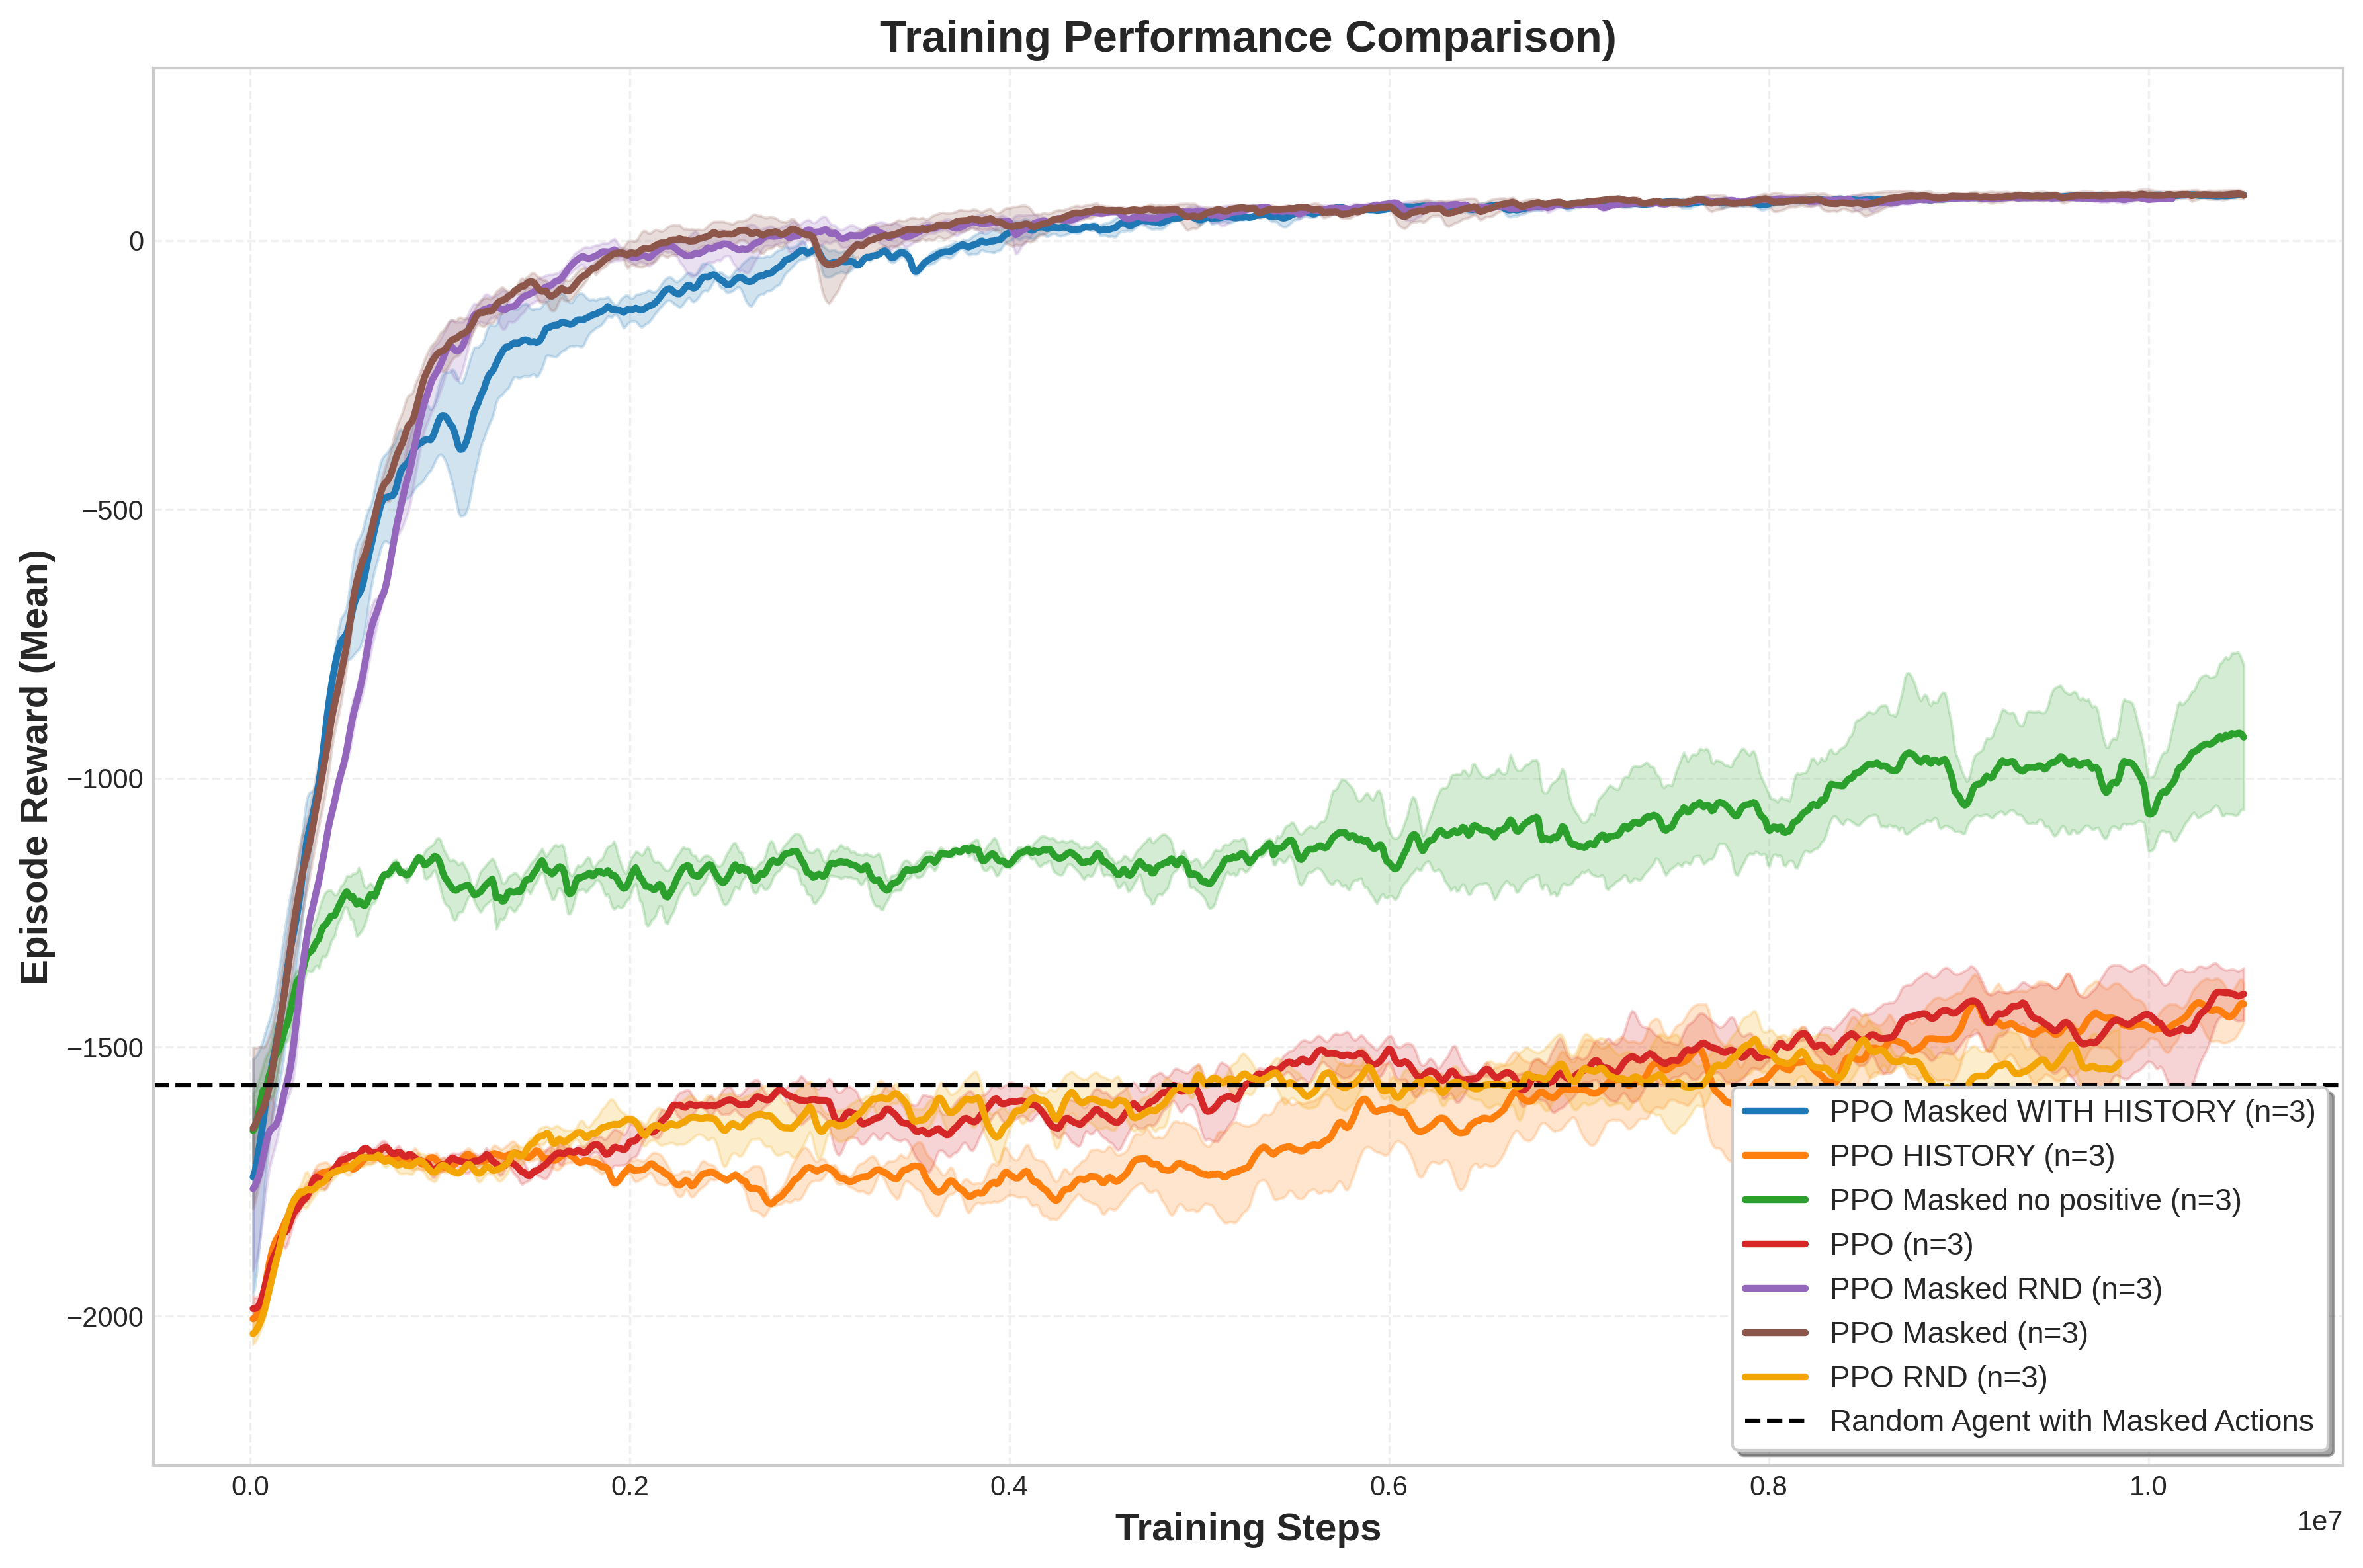 Training Performance Comparison)
Episode Reward (Mean)
0
−500
−1000
−1500
−2000
PPO Masked WITH HISTORY (n=3)
PPO HISTORY (n=3)
PPO Masked no positive (n=3)
PPO (n=3)
PPO Masked RND (n=3)
PPO Masked (n=3)
PPO RND (n=3)
Random Agent with Masked Actions
0.0 0.2 0.4 0.6 0.8 1.0
1e7
Training Steps